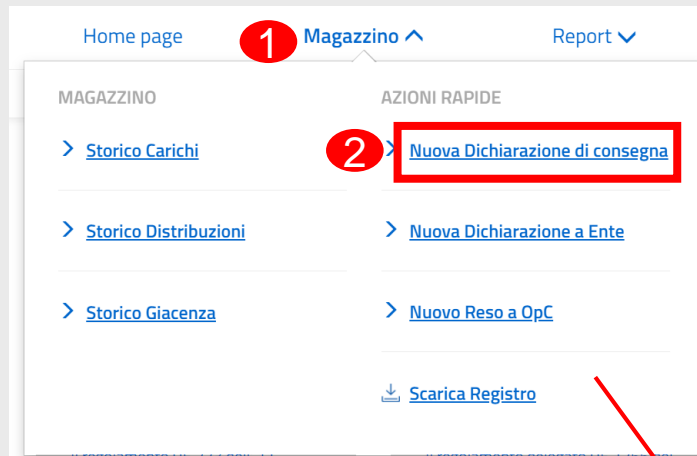 Home page
1
Magazzino
Report
MAGAZZINO
AZIONI RAPIDE
Storico Carichi
2
Nuova Dichiarazione di consegna
Storico Distribuzioni
Nuova Dichiarazione a Ente
Storico Giacenza
Nuovo Reso a OpC
Scarica Registro